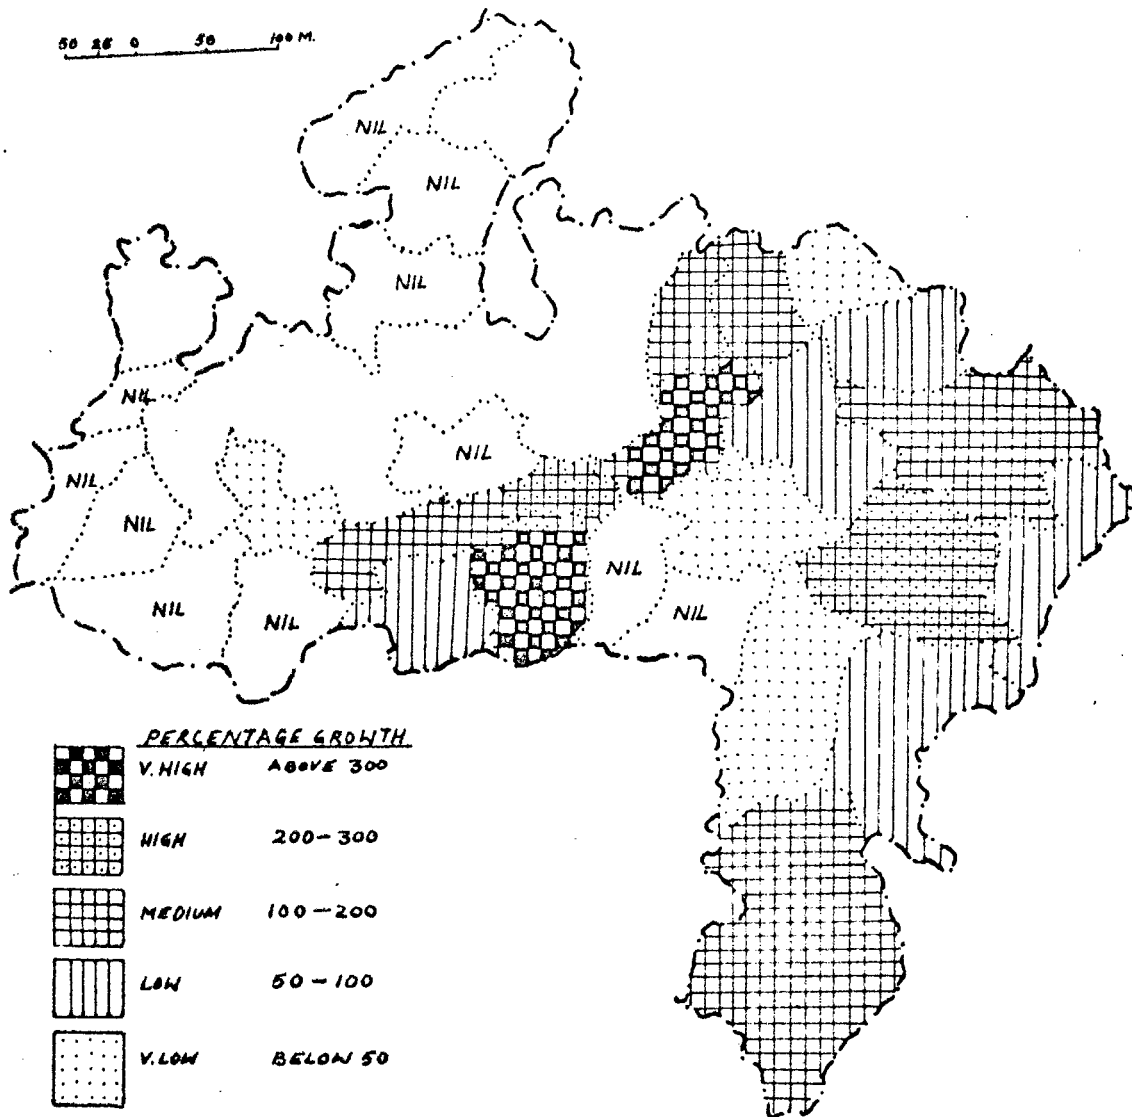 50 25 0 50 100 M.
NIL
NIL
NIL
NIL
NIL
NIL
NIL
NIL
NIL
NIL
NIL
PERCENTAGE GROWTH
V. HIGH ABOVE 300
HIGH 200-300
MEDIUM 100-200
LOW 50-100
V. LOW BELOW 50